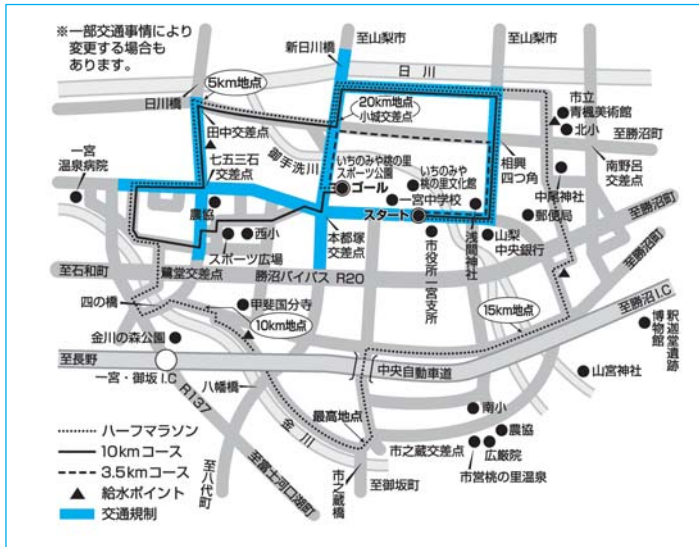 ※一部交通事情により
変更する場合も
あります。
新日川橋
至山梨市
至山梨市
日川
5km地点
日川橋
田中交差点
20km地点
小城交差点
御手洗川
市立
青楓美術館
北小
至勝沼町
南野呂
交差点
一宮
温泉病院
七五三石
交差点
いちのみや桃の里
スポーツ公園
ゴール
いちのみや
桃の里文化館
一宮中学校
スタート
相興
四つ角
中尾神社
郵便局
農協
西小
スポーツ広場
本都塚
交差点
市役所一宮支所
浅間神社
山梨
中央銀行
至勝沼町
至勝沼町
至石和町
鷺堂交差点
勝沼バイパス R20
四の橋
甲斐国分寺
10km地点
15km地点
至勝沼I.C
釈迦堂遺跡
博物館
金川の森公園
至長野
一宮・御坂I.C
中央自動車道
山宮神社
八幡橋
R137
金川
最高地点
南小
農協
広厳院
市之蔵交差点
市営桃の里温泉
至八代町
至富士河口湖町
市之蔵橋
至御坂町
ハーフマラソン
10kmコース
3.5kmコース
給水ポイント
交通規制